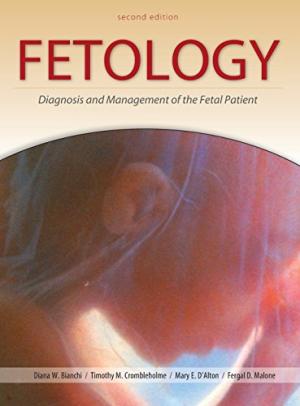 second edition
FETOLOGY
Diagnosis and Management of the Fetal Patient
Diana W. Bianchi / Timothy M. Crombleholme / Mary E. D'Alton / Fergal D. Malone